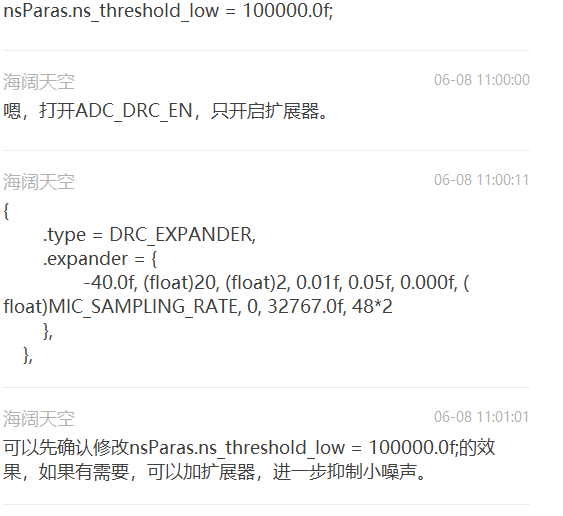 nsParas.ns_threshold_low = 100000.0f;
海阔天空 06-08 11:00:00
嗯，打开ADC_DRC_EN，只开启扩展器。
海阔天空 06-08 11:00:11
{
.type = DRC_EXPANDER,
.expander = {
-40.0f, (float)20, (float)2, 0.01f, 0.05f, 0.000f, (
float)MIC_SAMPLING_RATE, 0, 32767.0f, 48*2
},
},
海阔天空 06-08 11:01:01
可以先确认修改nsParas.ns_threshold_low = 100000.0f;的效
果，如果有需要，可以加扩展器，进一步抑制小噪声。